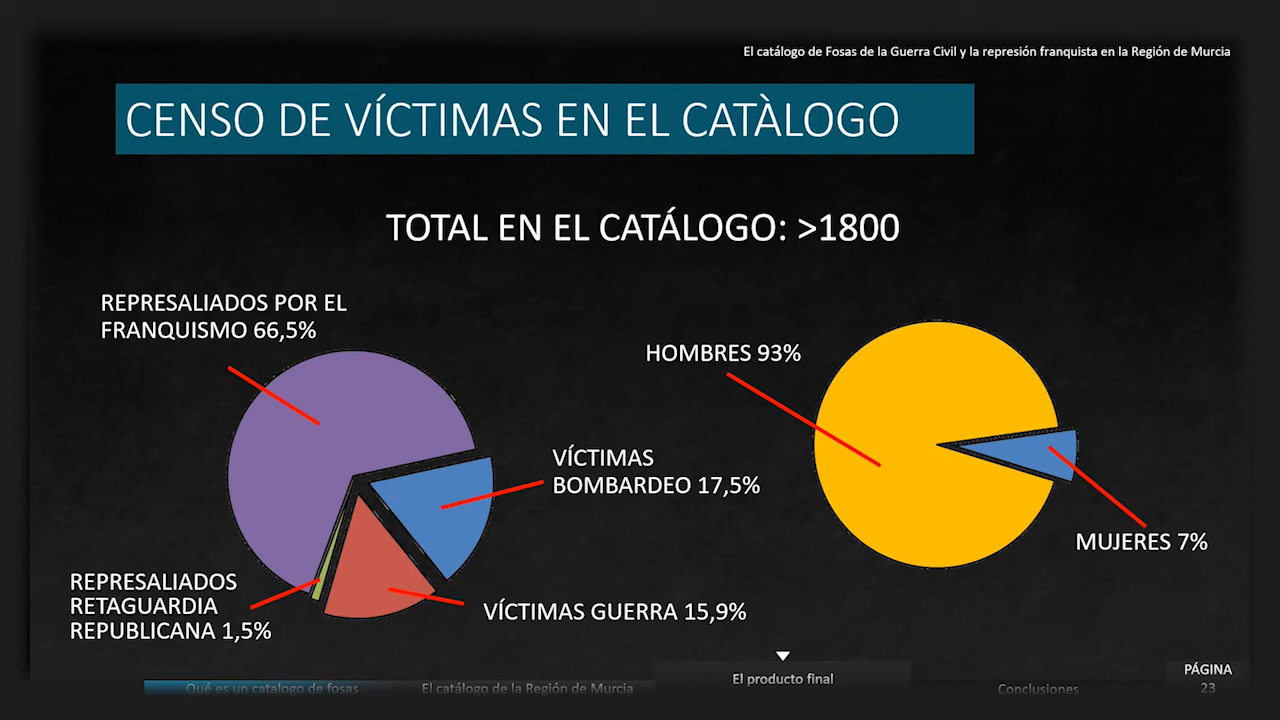 El catálogo de Fosas de la Guerra Civil y la represión franquista en la Región de Murcia
CENSO DE VÍCTIMAS EN EL CATÀLOGO
TOTAL EN EL CATÁLOGO: >1800
REPRESALIADOS POR EL
FRANQUISMO 66,5%
HOMBRES 93%
VÍCTIMAS
BOMBARDEO 17,5%
MUJERES 7%
REPRESALIADOS
RETAGUARDIA
REPUBLICANA 1,5%
VÍCTIMAS GUERRA 15,9%
Qué es un catalogo de fosas
El catálogo de la Región de Murcia
El producto final
Conclusiones
PÁGINA
23